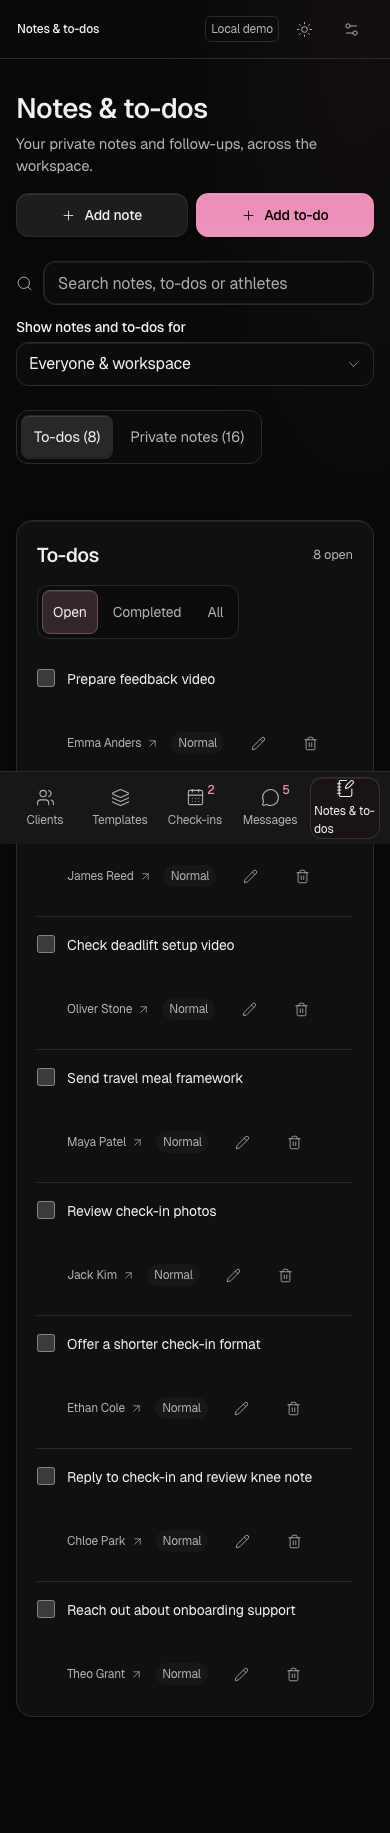 Notes & to-dos
Local demo
Notes & to-dos
Your private notes and follow-ups, across the
workspace.
Add note
Add to-do
Search notes, to-dos or athletes
Show notes and to-dos for
Everyone & workspace
To-dos (8)
Private notes (16)
To-dos
8 open
Open
Completed
All
Prepare feedback video
Emma Anders
Normal
Clients
Templates
2
Check-ins
5
Messages
Notes & to-
dos
James Reed
Normal
Check deadlift setup video
Oliver Stone
Normal
Send travel meal framework
Maya Patel
Normal
Review check-in photos
Jack Kim
Normal
Offer a shorter check-in format
Ethan Cole
Normal
Reply to check-in and review knee note
Chloe Park
Normal
Reach out about onboarding support
Theo Grant
Normal